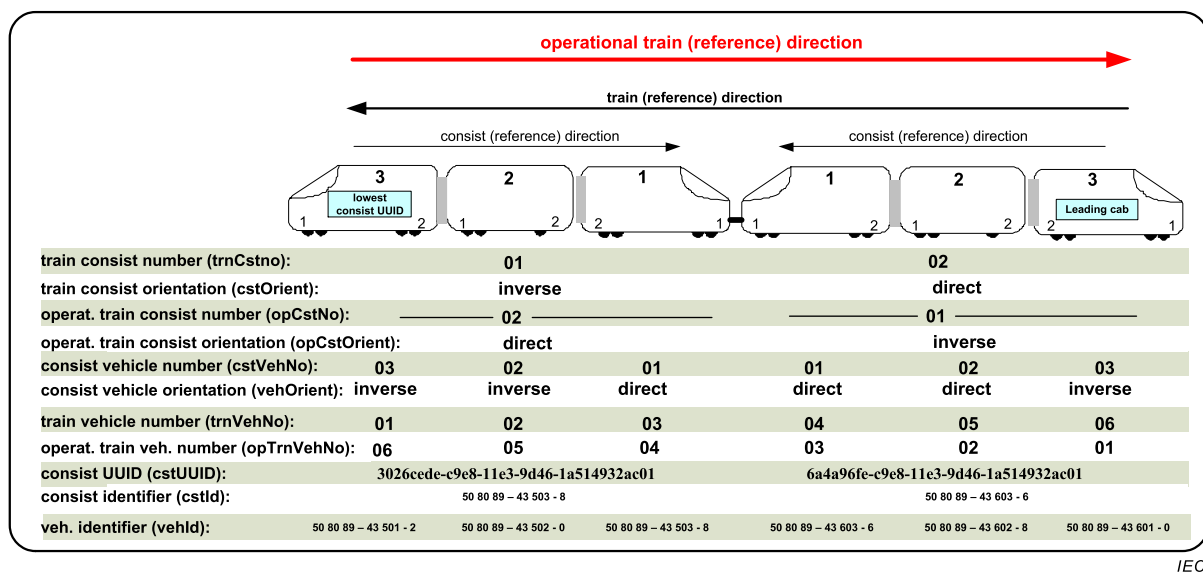 operational train (reference) direction
train (reference) direction
consist (reference) direction consist (reference) direction
3 2 1 1 2 3
lowest
consist UUID
Leading cab
1 2 1 2 2 1 1 2 1 2 2 1
train consist number (trnCstno): 01 02
train consist orientation (cstOrient): inverse direct
operat. train consist number (opCstNo): 02 01
operat. train consist orientation (opCstOrient): direct inverse
consist vehicle number (cstVehNo): 03 02 01 01 02 03
consist vehicle orientation (vehOrient): inverse inverse direct direct direct inverse
train vehicle number (trnVehNo): 01 02 03 04 05 06
operat. train veh. number (opTrnVehNo): 06 05 04 03 02 01
consist UUID (cstUUID): 3026cede-c9e8-11e3-9d46-1a514932ac01 6a4a96fe-c9e8-11e3-9d46-1a514932ac01
consist identifier (cstId): 50 80 89 – 43 503 - 8 50 80 89 – 43 603 - 6
veh. identifier (vehId): 50 80 89 – 43 501 - 2 50 80 89 – 43 502 - 0 50 80 89 – 43 503 - 8 50 80 89 – 43 603 - 6 50 80 89 – 43 602 - 8 50 80 89 – 43 601 - 0
IEC